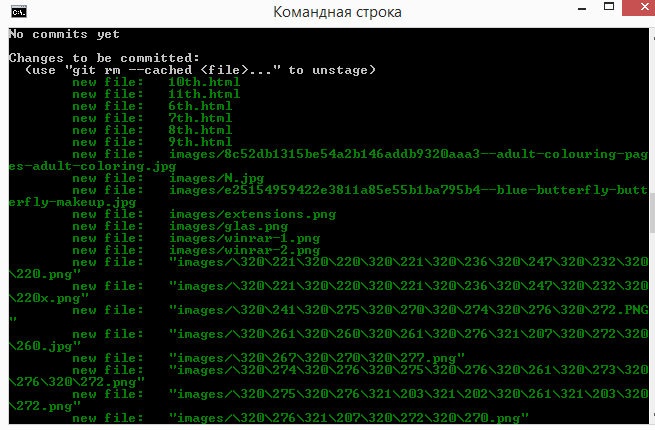 Командная строка
No commits yet
Changes to be committed:
(use "git rm --cached <file>..." to unstage)
new file: 10th.html
new file: 11th.html
new file: 6th.html
new file: 7th.html
new file: 8th.html
new file: 9th.html
new file: images/8c52db1315be54a2b146addb9320aaa3--adult-colouring-pag
es-adult-coloring.jpg
new file: images/N.jpg
new file: images/e25154959422e3811a85e55b1ba795b4--blue-butterfly-butt
erfly-makeup.jpg
new file: images/extensions.png
new file: images/glas.png
new file: images/winrar-1.png
new file: images/winrar-2.png
new file: "images/\320\221\320\220\320\221\320\236\320\247\320\232\320
\220.png"
new file: "images/\320\221\320\220\320\221\320\236\320\247\320\232\320
\220x.png"
new file: "images/\320\241\320\275\320\270\320\274\320\276\320\272.PNG
"
new file: "images/\320\261\320\260\320\261\320\276\321\207\320\272\320
\260.jpg"
new file: "images/\320\267\320\270\320\277.png"
new file: "images/\320\274\320\276\320\275\320\276\320\261\320\273\320
\276\320\272.png"
new file: "images/\320\275\320\276\321\203\321\202\320\261\321\203\320
\272.png"
new file: "images/\320\276\321\207\320\272\320\270.png"